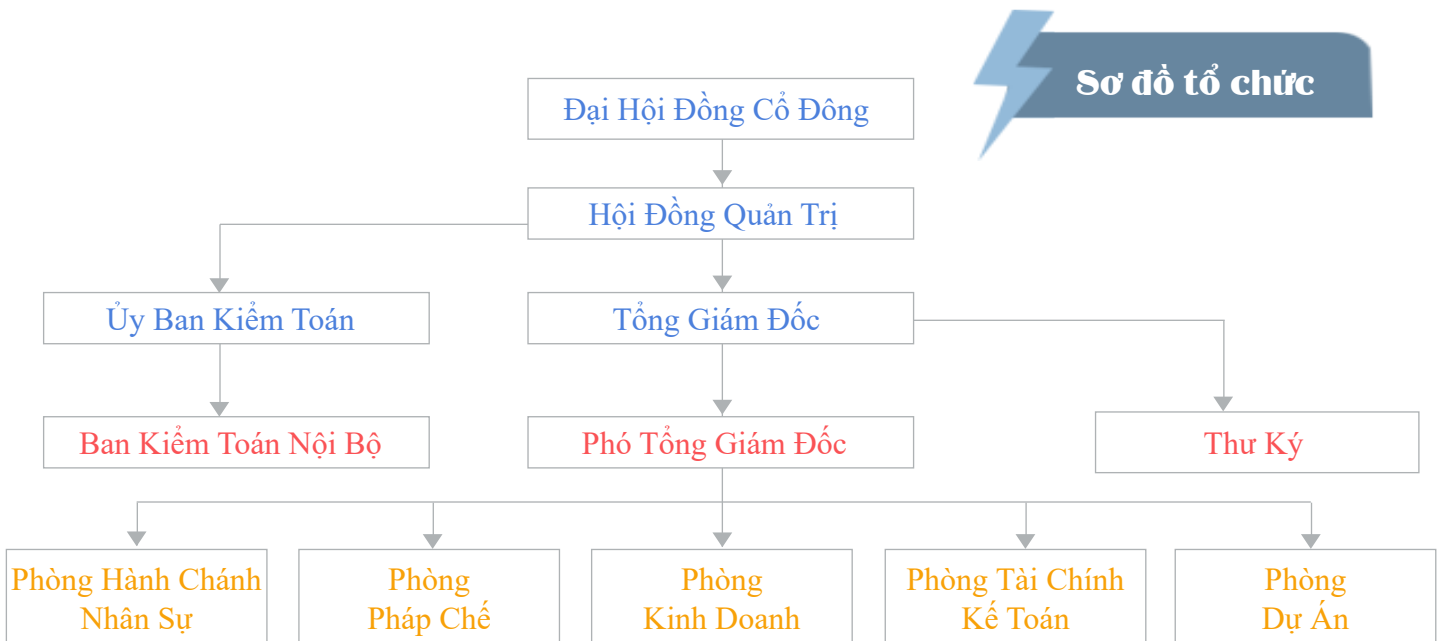 Sơ đồ tổ chức
Đại Hội Đồng Cổ Đông
Hội Đồng Quản Trị
Ủy Ban Kiểm Toán
Tổng Giám Đốc
Ban Kiểm Toán Nội Bộ
Phó Tổng Giám Đốc
Thư Ký
Phòng Hành Chánh
Nhân Sự
Phòng
Pháp Chế
Phòng
Kinh Doanh
Phòng Tài Chính
Kế Toán
Phòng
Dự Án